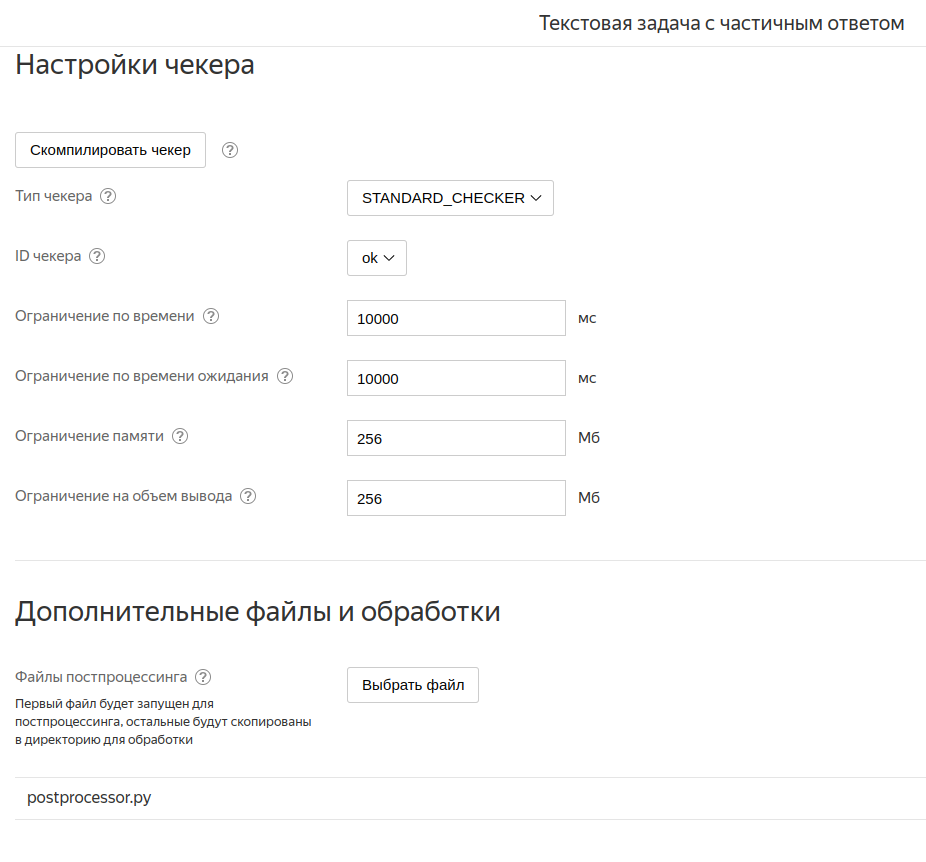 Текстовая задача с частичным ответом
Настройки чекера
Скомпилировать чекер ?
Тип чекера ? STANDARD_CHECKER
ID чекера ? ok
Ограничение по времени ? 10000 мс
Ограничение по времени ожидания ? 10000 мс
Ограничение памяти ? 256 Мб
Ограничение на объем вывода ? 256 Мб
Дополнительные файлы и обработки
Файлы постпроцессинга ? Выбрать файл
Первый файл будет запущен для
постпроцессинга, остальные будут скопированы
в директорию для обработки
postprocessor.py